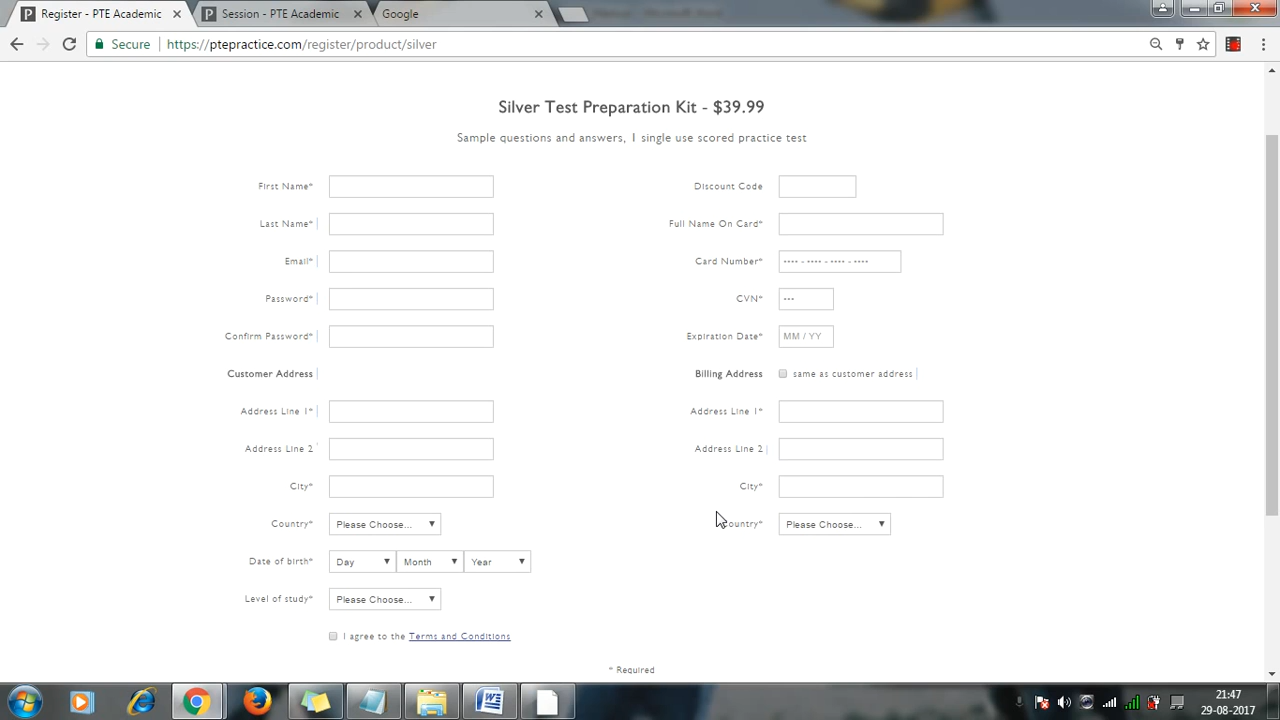 Register - PTE Academic
Session - PTE Academic
Google
Secure https://ptepractice.com/register/product/silver
Silver Test Preparation Kit - $39.99
Sample questions and answers, 1 single use scored practice test
First Name*
Last Name*
Email*
Password*
Confirm Password*
Customer Address
Address Line 1*
Address Line 2
City*
Country* Please Choose...
Date of birth* Day Month Year
Level of study* Please Choose...
I agree to the Terms and Conditions
Discount Code
Full Name On Card*
Card Number* •••• - •••• - •••• - ••••
CVN* •••
Expiration Date* MM / YY
Billing Address same as customer address
Address Line 1*
Address Line 2
City*
Country* Please Choose...
* Required
21:47
29-08-2017